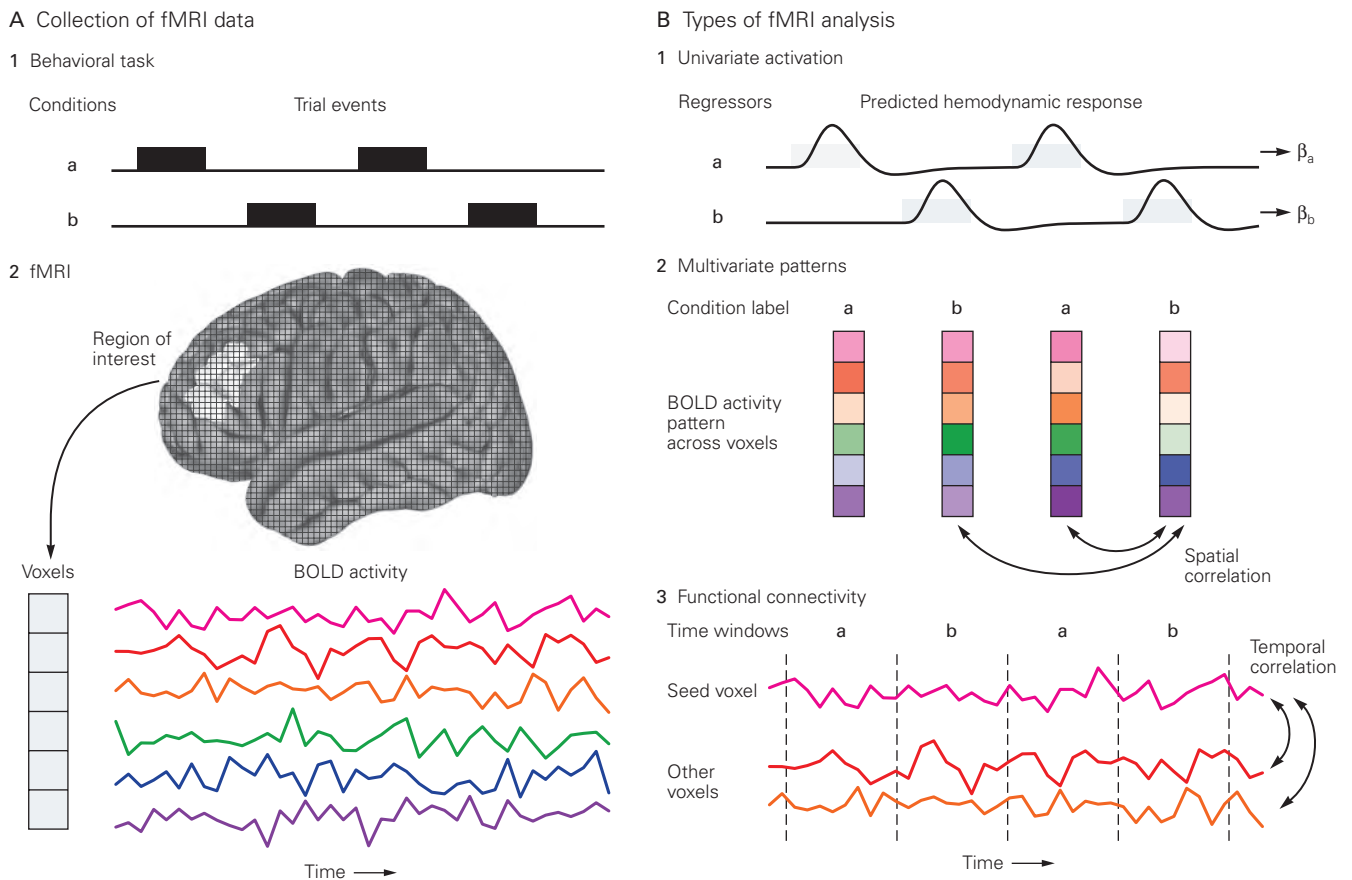 A Collection of fMRI data
1 Behavioral task
Conditions
Trial events
a
b
2 fMRI
Region of
interest
Voxels
BOLD activity
Time
B Types of fMRI analysis
1 Univariate activation
Regressors
Predicted hemodynamic response
a
βa
b
βb
2 Multivariate patterns
Condition label
a
b
a
b
BOLD activity
pattern
across voxels
Spatial
correlation
3 Functional connectivity
Time windows
a
b
a
b
Temporal
correlation
Seed voxel
Other
voxels
Time